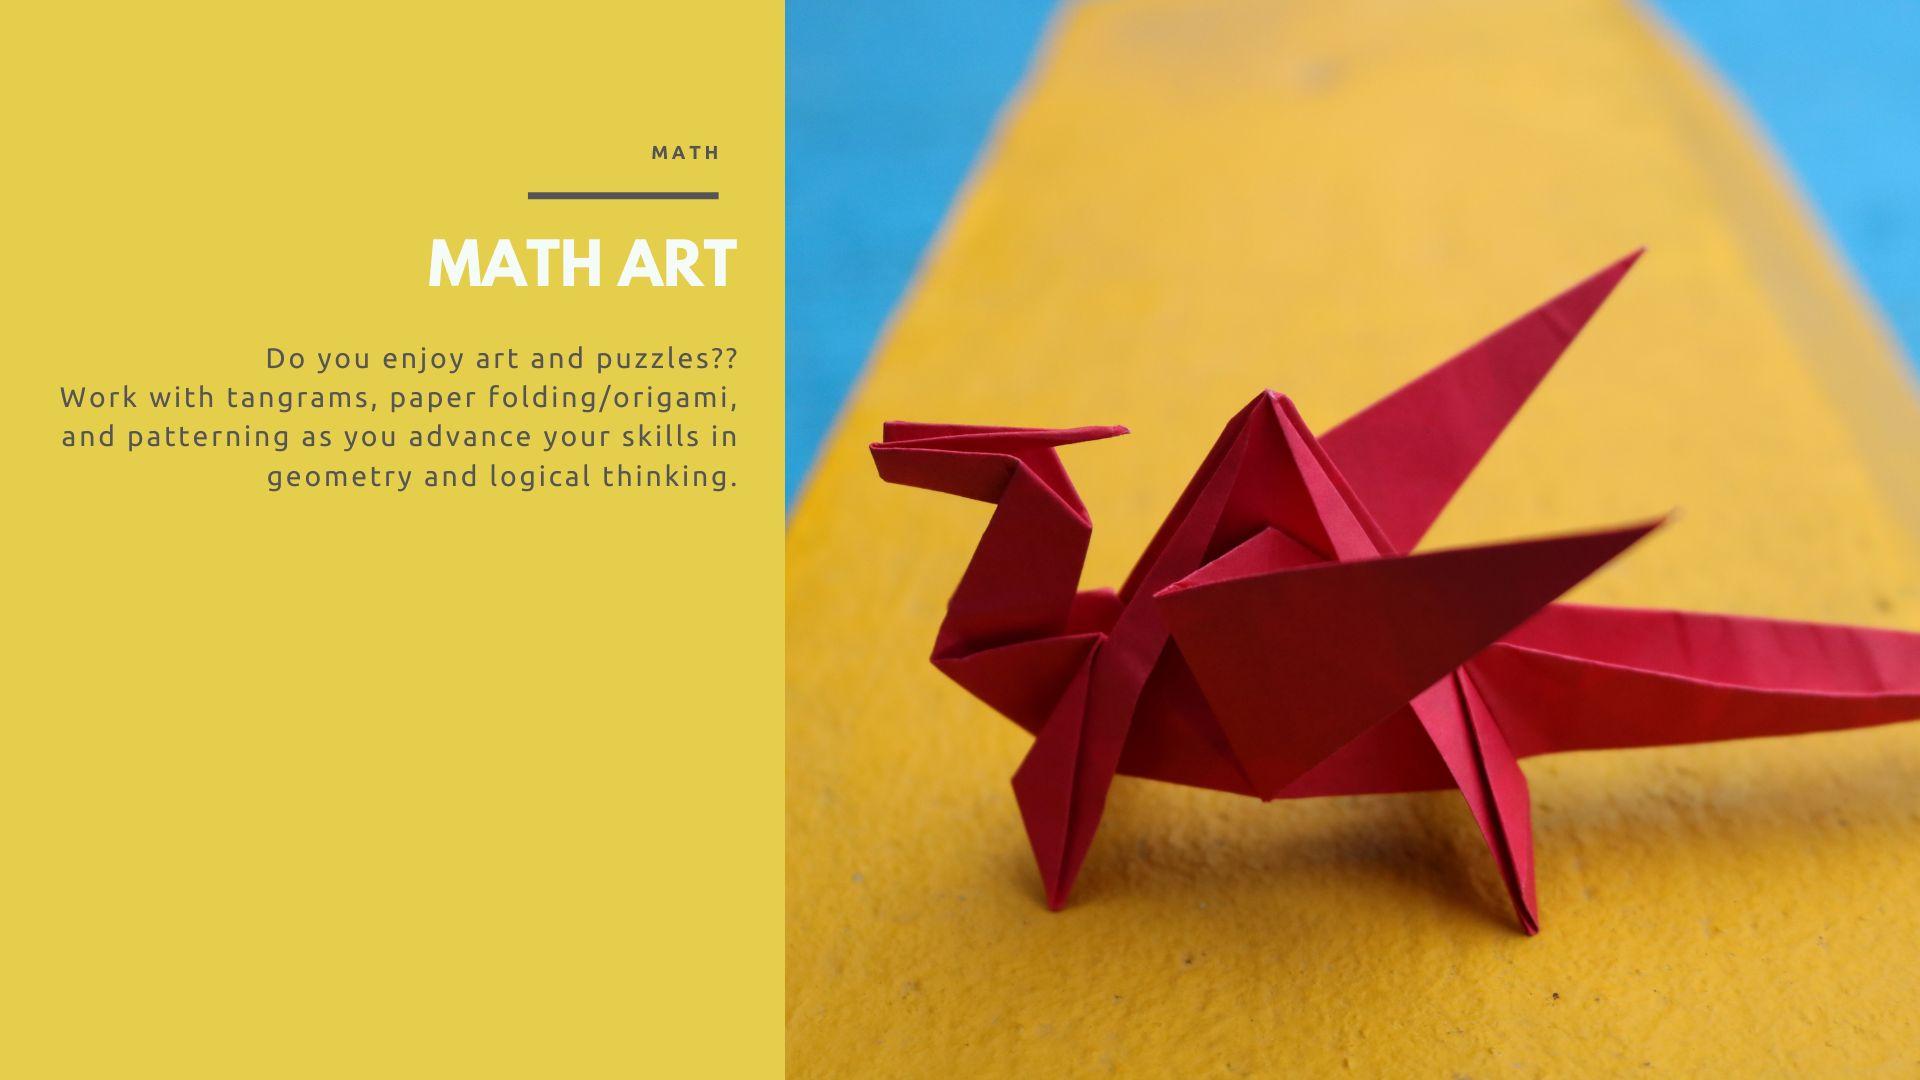 MATH
MATH ART
Do you enjoy art and puzzles??
Work with tangrams, paper folding/origami,
and patterning as you advance your skills in
geometry and logical thinking.